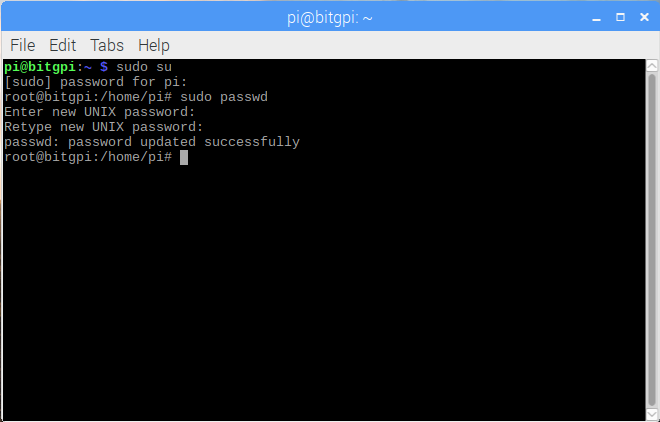 pi@bitgpi: ~
File Edit Tabs Help
pi@bitgpi:~ $ sudo su
[sudo] password for pi:
root@bitgpi:/home/pi# sudo passwd
Enter new UNIX password:
Retype new UNIX password:
passwd: password updated successfully
root@bitgpi:/home/pi#